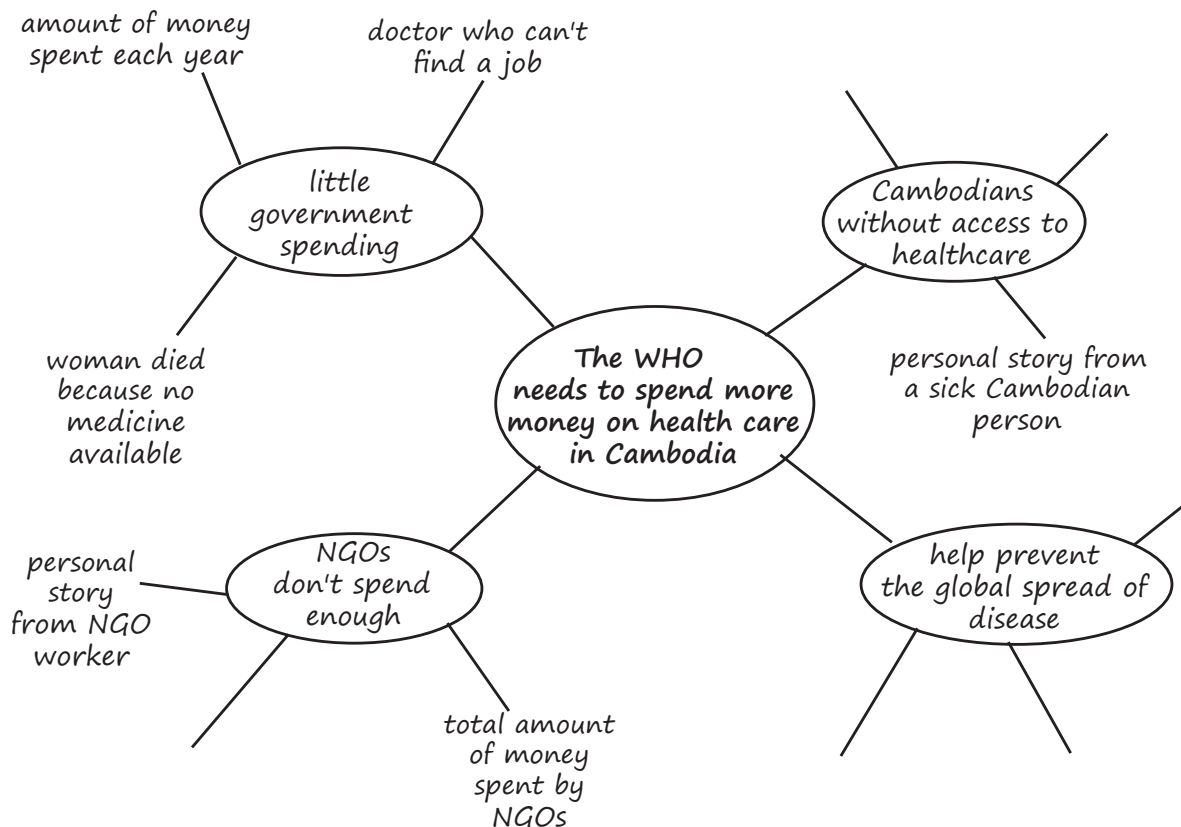 amount of money
spent each year
doctor who can't
find a job
little
government
spending
woman died
because no
medicine
available
Cambodians
without access to
healthcare
personal story from
a sick Cambodian
person
The WHO
needs to spend more
money on health care
in Cambodia
NGOs
don't spend
enough
personal
story
from NGO
worker
total amount
of money
spent by
NGOs
help prevent
the global spread of
disease